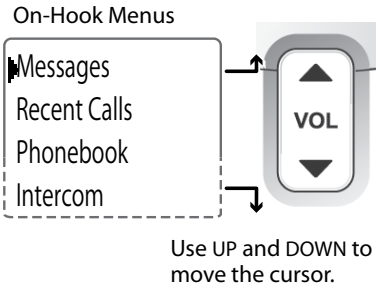 On-Hook Menus
Messages
Recent Calls
Phonebook
Intercom
VOL
Use UP and DOWN to
move the cursor.